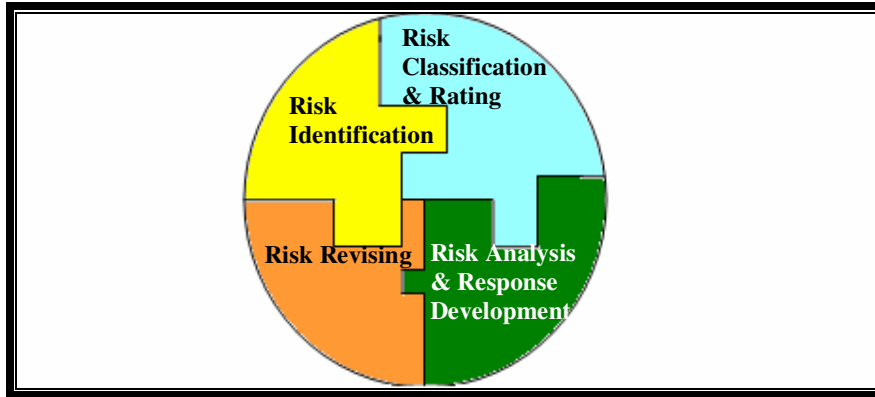 Risk
Identification
Risk
Classification
& Rating
Risk Analysis
& Response
Development
Risk Revising